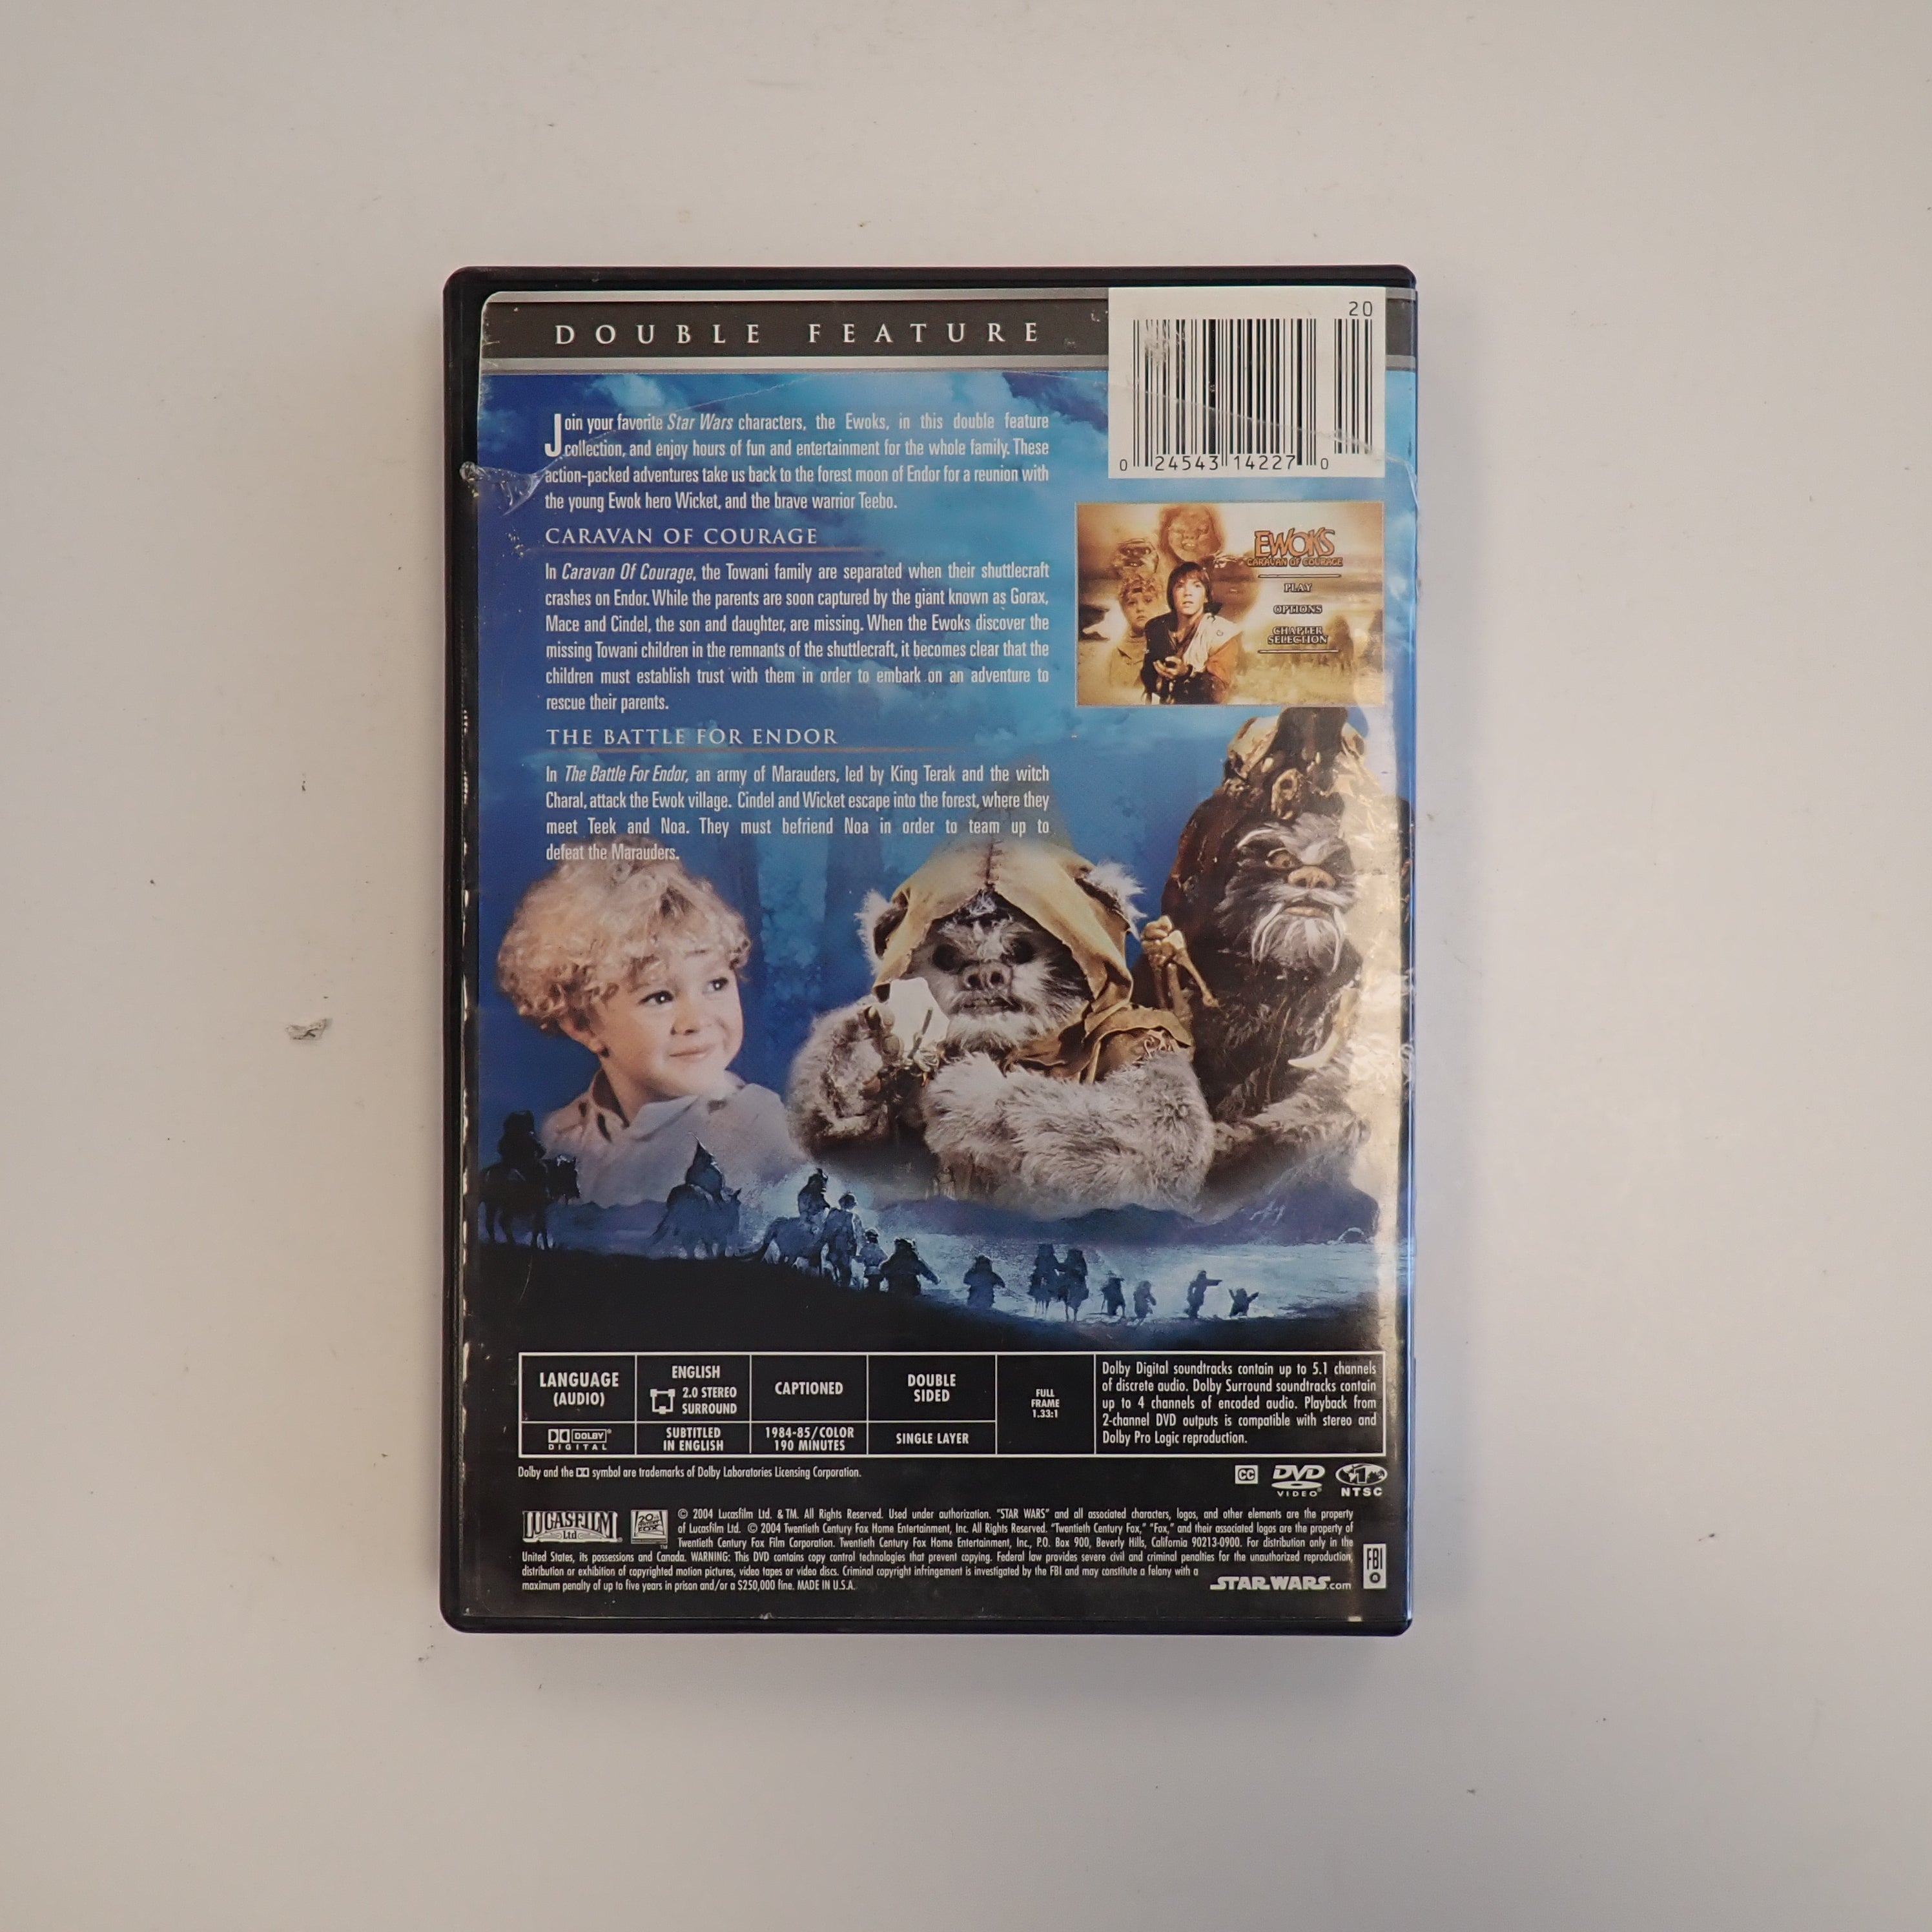 DOUBLE FEATURE
20
0 24543 14227 0
Join your favorite Star Wars characters, the Ewoks, in this double feature
collection, and enjoy hours of fun and entertainment for the whole family. These
action-packed adventures take us back to the forest moon of Endor for a reunion with
the young Ewok hero Wicket, and the brave warrior Teebo.
CARAVAN OF COURAGE
In Caravan Of Courage, the Towani family are separated when their shuttlecraft
crashes on Endor. While the parents are soon captured by the giant known as Gorax,
Mace and Cindel, the son and daughter, are missing. When the Ewoks discover the
missing Towani children in the remnants of the shuttlecraft, it becomes clear that the
children must establish trust with them in order to embark on an adventure to
rescue their parents.
EWOKS
CARAVAN OF COURAGE
PLAY
OPTIONS
CHAPTER
SELECTION
THE BATTLE FOR ENDOR
In The Battle For Endor, an army of Marauders, led by King Terak and the witch
Charal, attack the Ewok village. Cindel and Wicket escape into the forest, where they
meet Teek and Noa. They must befriend Noa in order to team up to
defeat the Marauders.
LANGUAGE
(AUDIO)
DOLBY
DIGITAL
ENGLISH
2.0 STEREO
SURROUND
SUBTITLED
IN ENGLISH
CAPTIONED
1984-85/COLOR
190 MINUTES
DOUBLE
SIDED
SINGLE LAYER
FULL
FRAME
1.33:1
Dolby Digital soundtracks contain up to 5.1 channels
of discrete audio. Dolby Surround soundtracks contain
up to 4 channels of encoded audio. Playback from
2-channel DVD outputs is compatible with stereo and
Dolby Pro Logic reproduction.
Dolby and the DD symbol are trademarks of Dolby Laboratories Licensing Corporation.
CC
DVD
VIDEO
1
NTSC
LUCASFILM
Ltd
20th
CENTURY
FOX
© 2004 Lucasfilm Ltd. & TM. All Rights Reserved. Used under authorization. "STAR WARS" and all associated characters, logos, and other elements are the property
of Lucasfilm Ltd. © 2004 Twentieth Century Fox Home Entertainment, Inc. All Rights Reserved. "Twentieth Century Fox," "Fox," and their associated logos are the property of
Twentieth Century Fox Film Corporation. Twentieth Century Fox Home Entertainment, Inc., P.O. Box 900, Beverly Hills, California 90213-0900. For distribution only in the
United States, its possessions and Canada. WARNING: This DVD contains copy control technologies that prevent copying. Federal law provides severe civil and criminal penalties for the unauthorized reproduction,
distribution or exhibition of copyrighted motion pictures, video tapes or video discs. Criminal copyright infringement is investigated by the FBI and may constitute a felony with a
maximum penalty of up to five years in prison and/or a $250,000 fine. MADE IN U.S.A.
STAR WARS.com
FBI